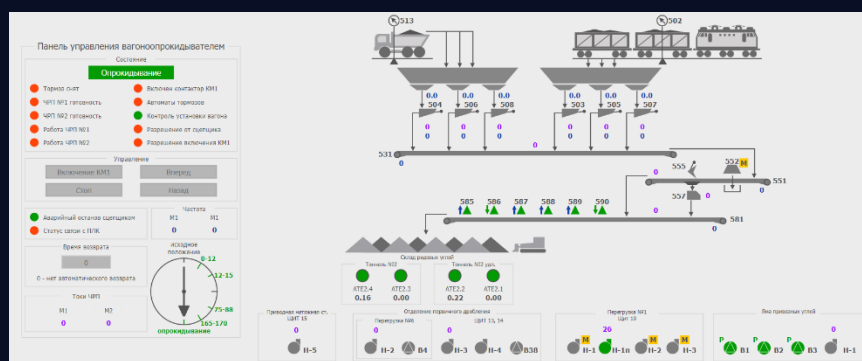 Панель управления вагоноопрокидывателем
Состояние
Опрокидывание
Тормоз снят
Включен контактор КМ1
ЧРП №1 готовность
Автоматы тормозов
ЧРП №2 готовность
Контроль установки вагона
Работа ЧРП №1
Разрешение от сцепщика
Работа ЧРП №2
Разрешение включения КМ1
Управление
Включение КМ1
Вперед
Стоп
Назад
Аварийный останов сцепщиком
Статус связи с ПЛК
Частота
М1 М1
0 0
Время возврата
0
0 - нет автоматического возврата
Токи ЧРП
М1 М2
0 0
исходное
положение
0-12
12-15
75-88
165-170
опрокидывание
513
502
0.0 0.0 0.0 0.0 0.0 0.0
504 506 508 503 505 507
0 0 0 0 0 0
0 0 0 0 0 0
0
531
0
555
552
М
0
551
0
557
0
0
585 586 587 588 589 590
581
0
Склад рядовых углей
Тоннель №22
АТЕ2.4 АТЕ2.3
0.16 0.00
Тоннель №22 удл.
АТЕ2.2 АТЕ2.1
0.22 0.00
Приводная натяжная ст.
ЩИТ 15
0
Н-5
Отделение первичного дробления
Перегрузка №6
0
Н-2 В4
ЩИТ 13, 14
0
Н-3 Н-4 В38
Перегрузка №1
Щит 10
20
М М М
Н-1 Н-1п Н-2 Н-3
Яма привозных углей
0
Р Р Р
В1 В2 В3 Н-1